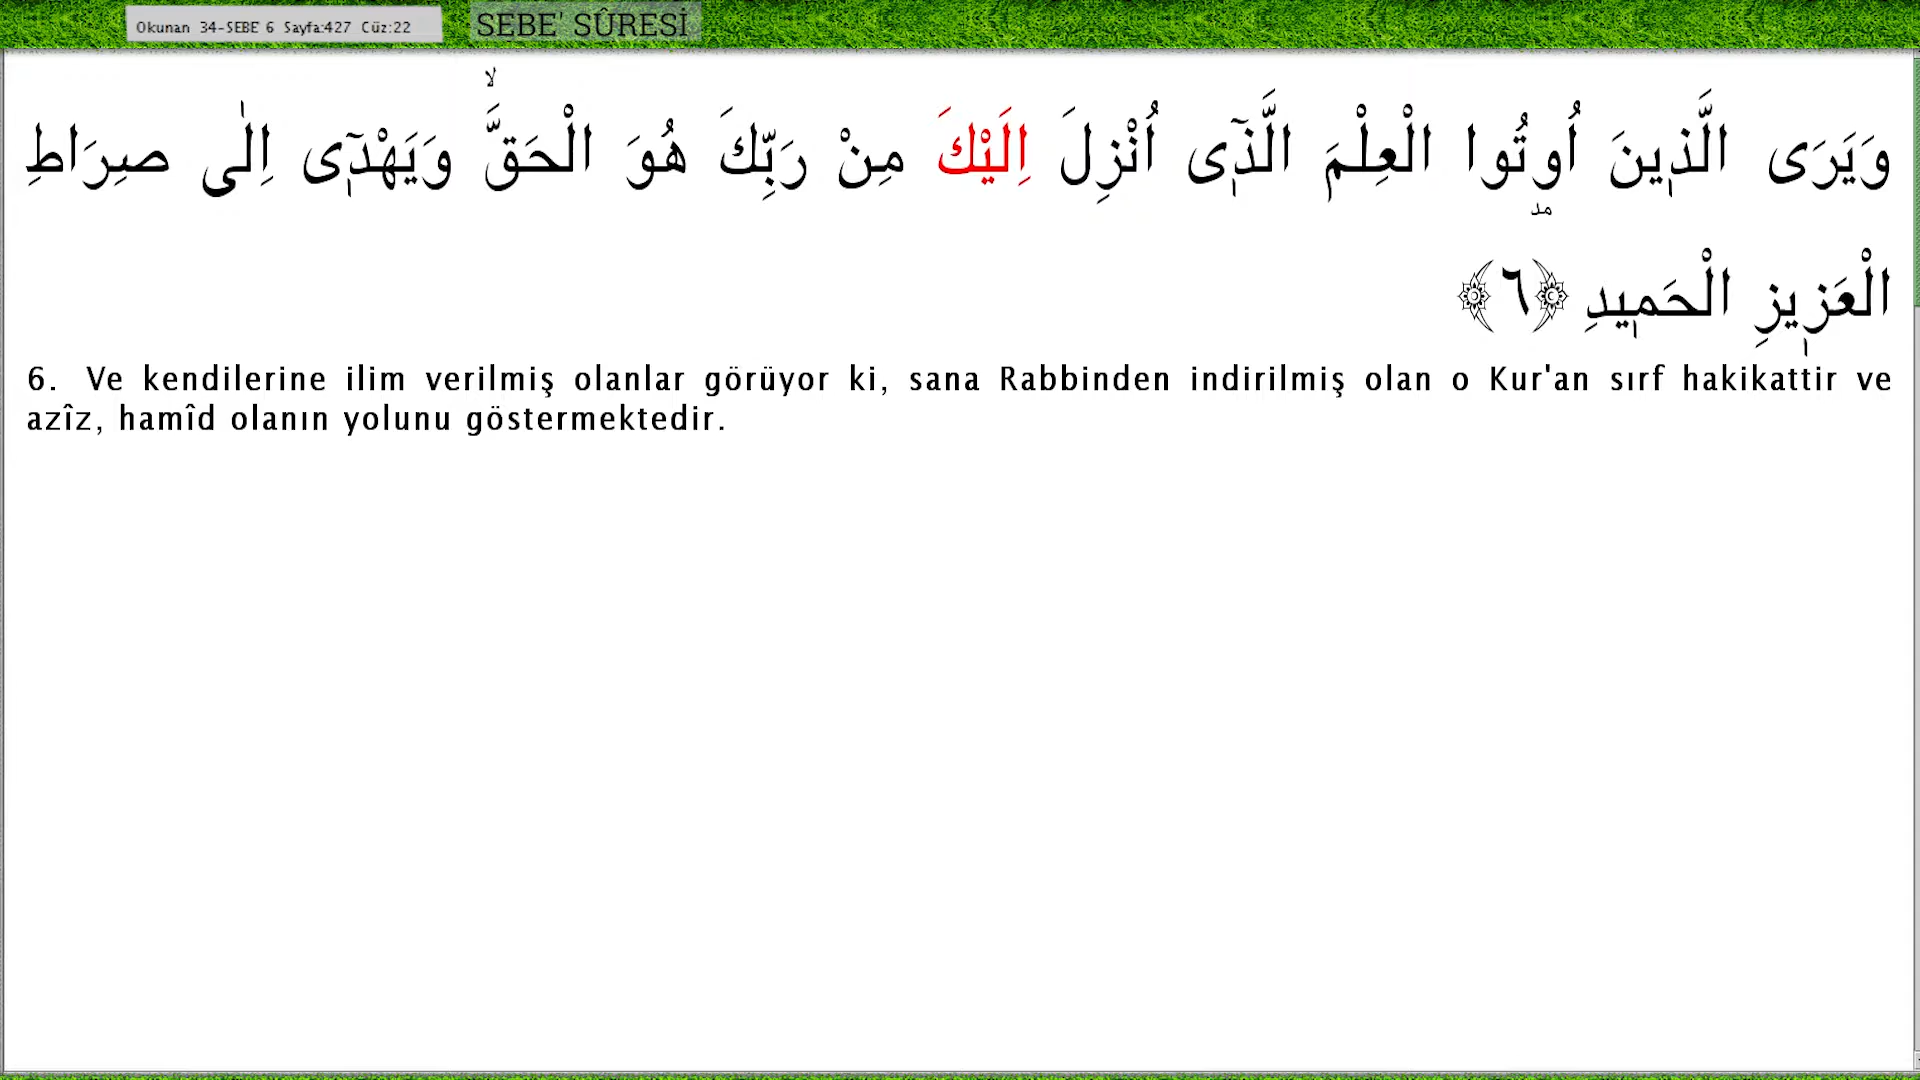 Okunan 34-SEBE' 6 Sayfa:427 Cüz:22
SEBE' SÛRESİ
وَيَرَى الَّذ۪ينَ اُو۫تُوا الْعِلْمَ الَّذ۪ٓى اُنْزِلَ اِلَيْكَ مِنْ رَبِّكَ هُوَ الْحَقَّۙ وَيَهْد۪ٓى اِلٰى صِرَاطِ
الْعَز۪يزِ الْحَم۪يدِ ﴿٦﴾
6. Ve kendilerine ilim verilmiş olanlar görüyor ki, sana Rabbinden indirilmiş olan o Kur'an sırf hakikattir ve
azîz, hamîd olanın yolunu göstermektedir.